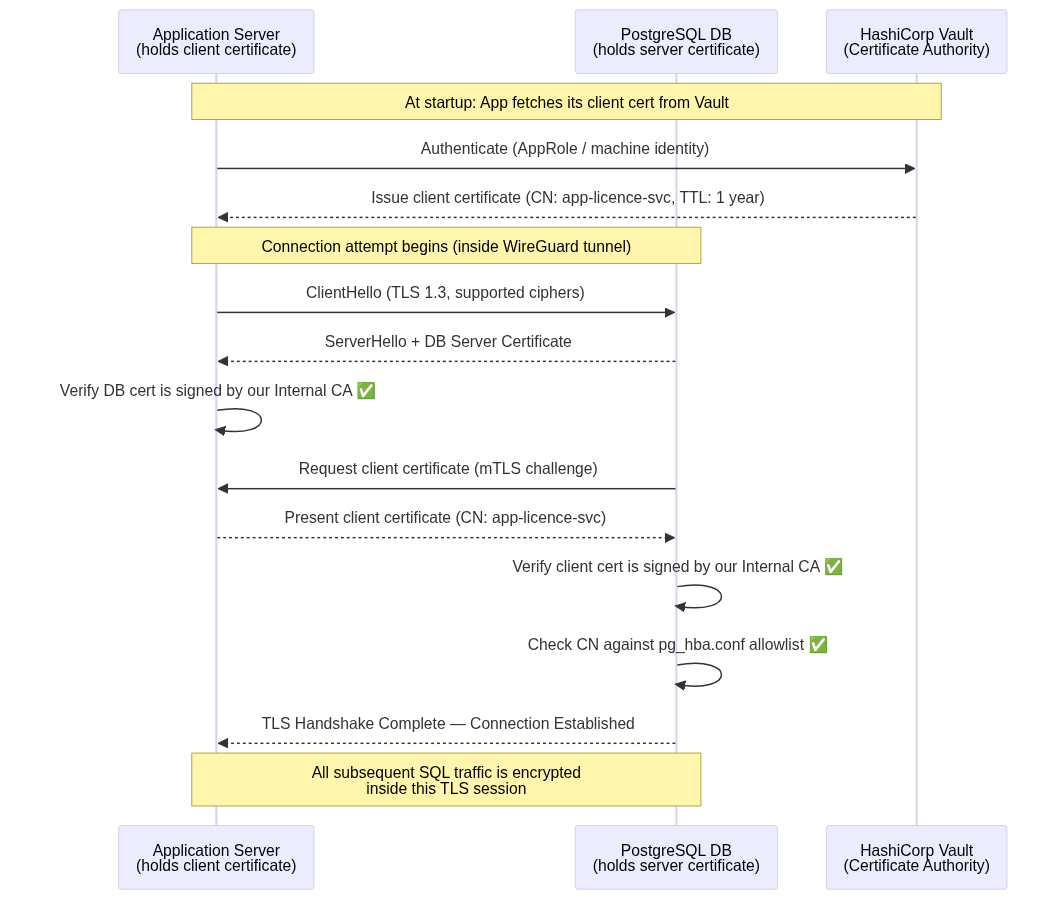 Application Server
(holds client certificate)
PostgreSQL DB
(holds server certificate)
HashiCorp Vault
(Certificate Authority)
At startup: App fetches its client cert from Vault
Authenticate (AppRole / machine identity)
Issue client certificate (CN: app-licence-svc, TTL: 1 year)
Connection attempt begins (inside WireGuard tunnel)
ClientHello (TLS 1.3, supported ciphers)
ServerHello + DB Server Certificate
Verify DB cert is signed by our Internal CA ✅
Request client certificate (mTLS challenge)
Present client certificate (CN: app-licence-svc)
Verify client cert is signed by our Internal CA ✅
Check CN against pg_hba.conf allowlist ✅
TLS Handshake Complete — Connection Established
All subsequent SQL traffic is encrypted
inside this TLS session
Application Server
(holds client certificate)
PostgreSQL DB
(holds server certificate)
HashiCorp Vault
(Certificate Authority)